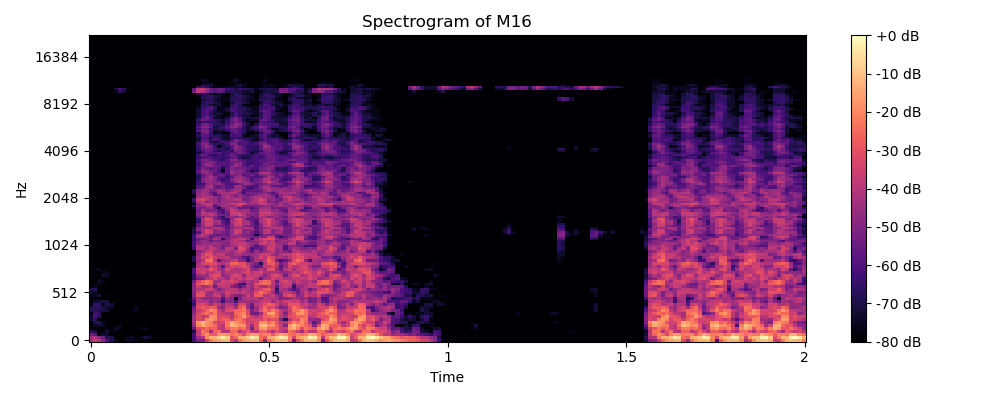 Spectrogram of M16
16384
8192
4096
2048
1024
512
0
Hz
0
0.5
1
1.5
2
Time
+0 dB
-10 dB
-20 dB
-30 dB
-40 dB
-50 dB
-60 dB
-70 dB
-80 dB